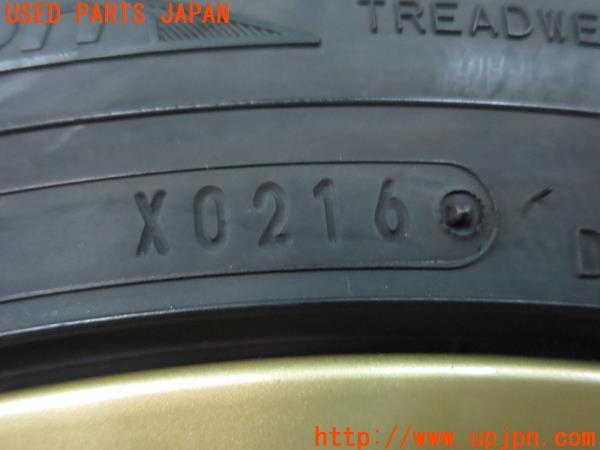 USED PARTS JAPAN
TREADWE
X0216
D
http://www.upjpn.com/